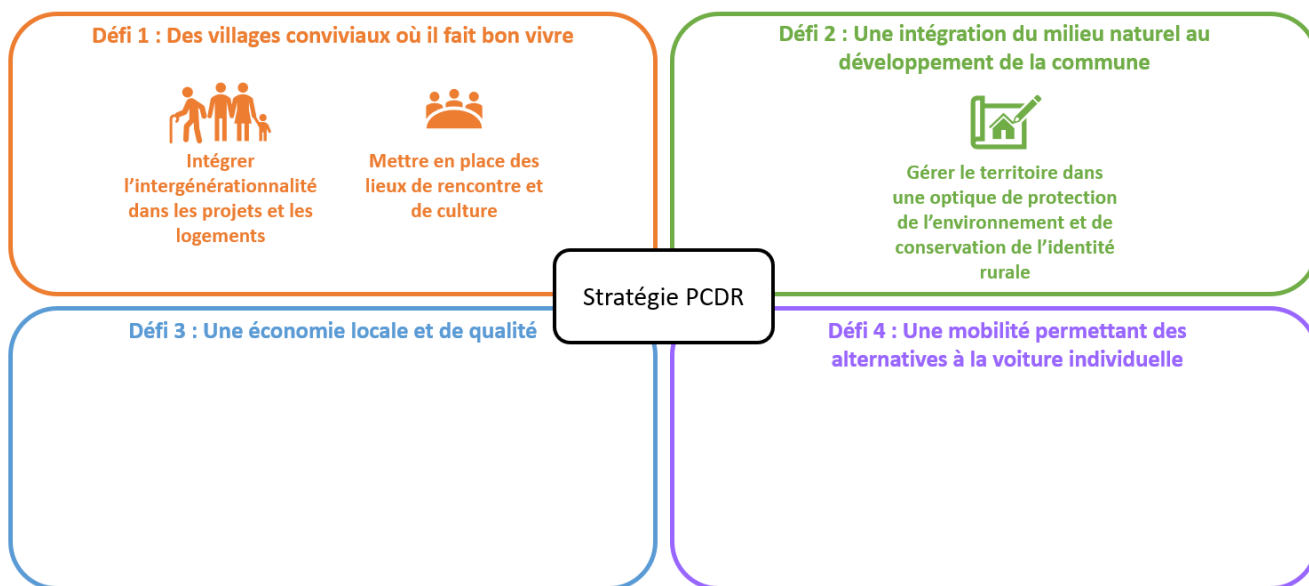 Défi 1 : Des villages conviviaux où il fait bon vivre
Intégrer
l’intergénérationnalité
dans les projets et les
logements
Mettre en place des
lieux de rencontre et
de culture
Défi 2 : Une intégration du milieu naturel au
développement de la commune
Gérer le territoire dans
une optique de protection
de l’environnement et de
conservation de l’identité
rurale
Stratégie PCDR
Défi 3 : Une économie locale et de qualité
Défi 4 : Une mobilité permettant des
alternatives à la voiture individuelle